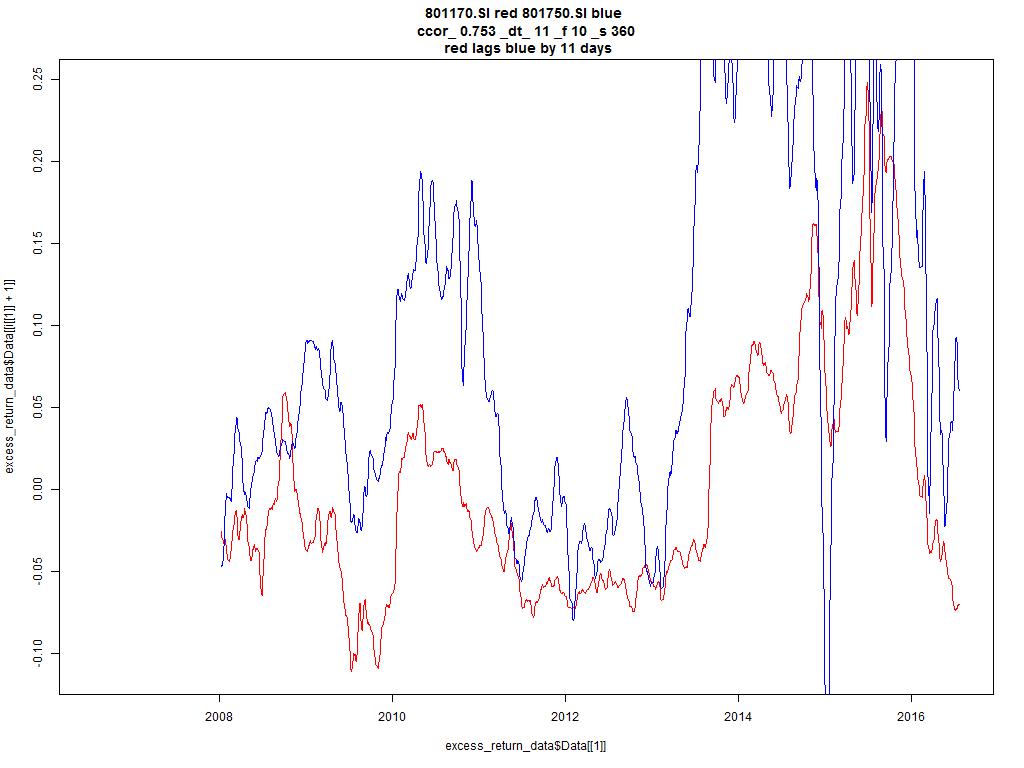 801170.SI red 801750.SI blue
ccor_ 0.753 _dt_ 11 _f 10 _s 360
red lags blue by 11 days
0.25
0.20
0.15
0.10
0.05
0.00
-0.05
-0.10
excess_return_data$Data[[i[[1]] + 1]]
2008 2010 2012 2014 2016
excess_return_data$Data[[1]]